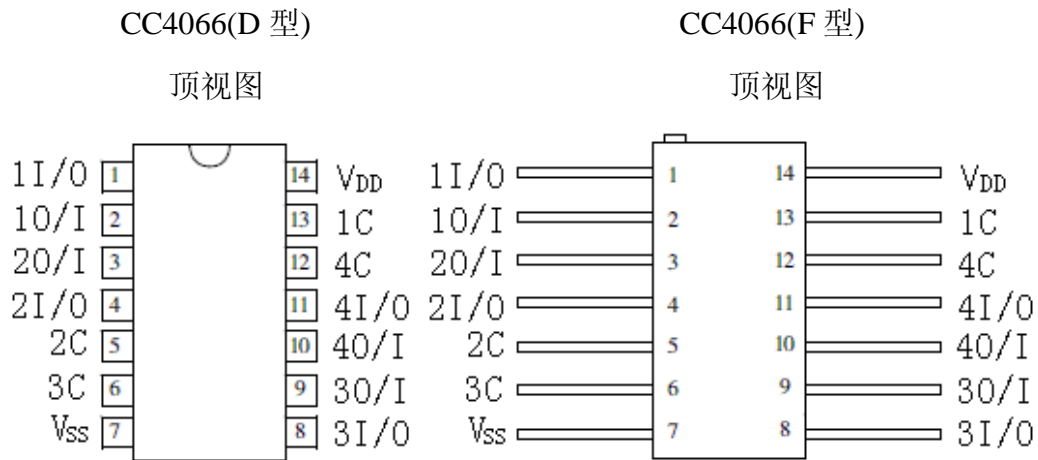 CC4066(D 型)
顶视图
1I/O 1 14 VDD
1O/I 2 13 1C
2O/I 3 12 4C
2I/O 4 11 4I/O
2C 5 10 4O/I
3C 6 9 3O/I
VSS 7 8 3I/O
CC4066(F 型)
顶视图
1I/O 1 14 VDD
1O/I 2 13 1C
2O/I 3 12 4C
2I/O 4 11 4I/O
2C 5 10 4O/I
3C 6 9 3O/I
VSS 7 8 3I/O